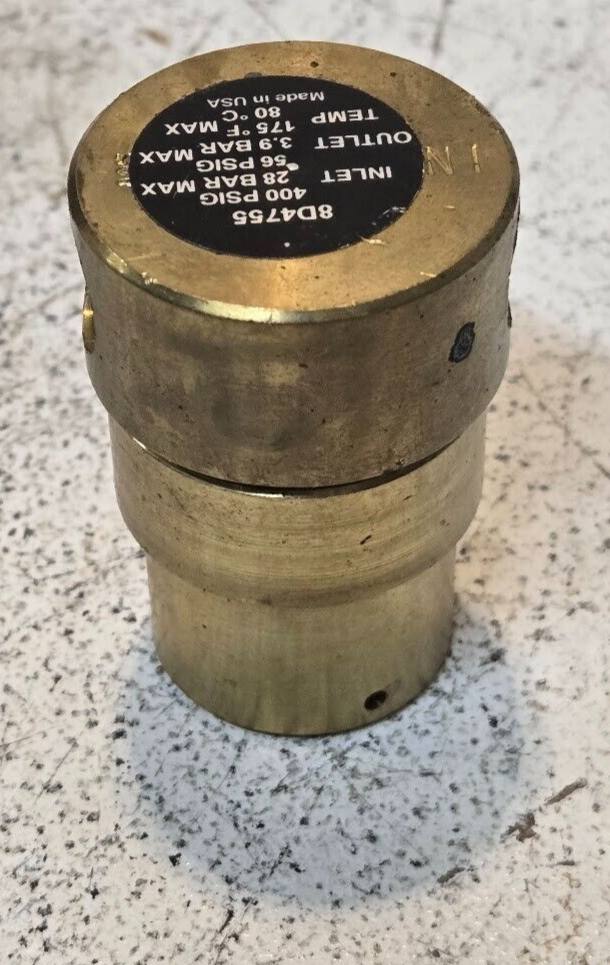 8D4755
400 PSIG
INLET 28 BAR MAX
56 PSIG
OUTLET 3.9 BAR MAX
175 °F MAX
TEMP 80 °C
Made in USA
IN